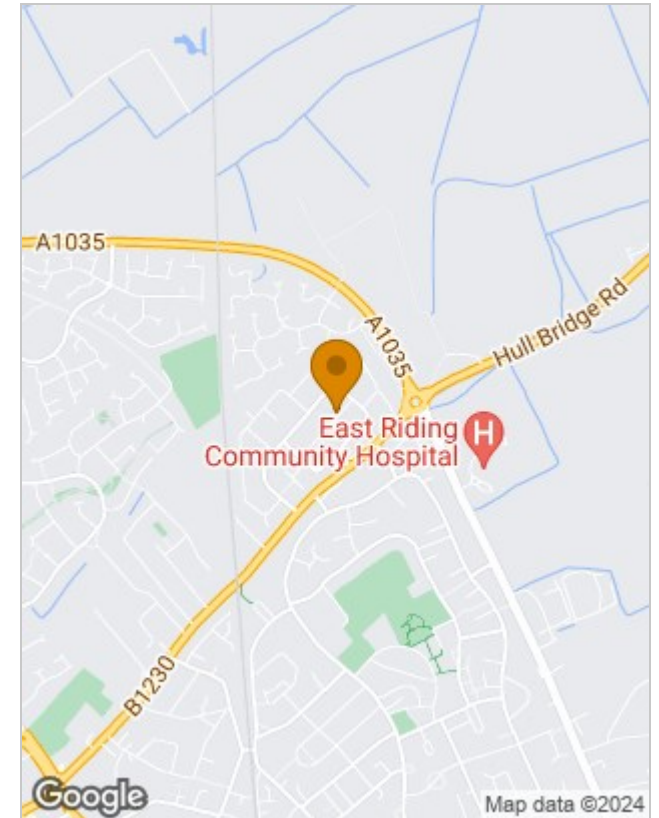 A1035
A1035
Hull Bridge Rd
East Riding
Community Hospital
H
B1230
Google
Map data ©2024